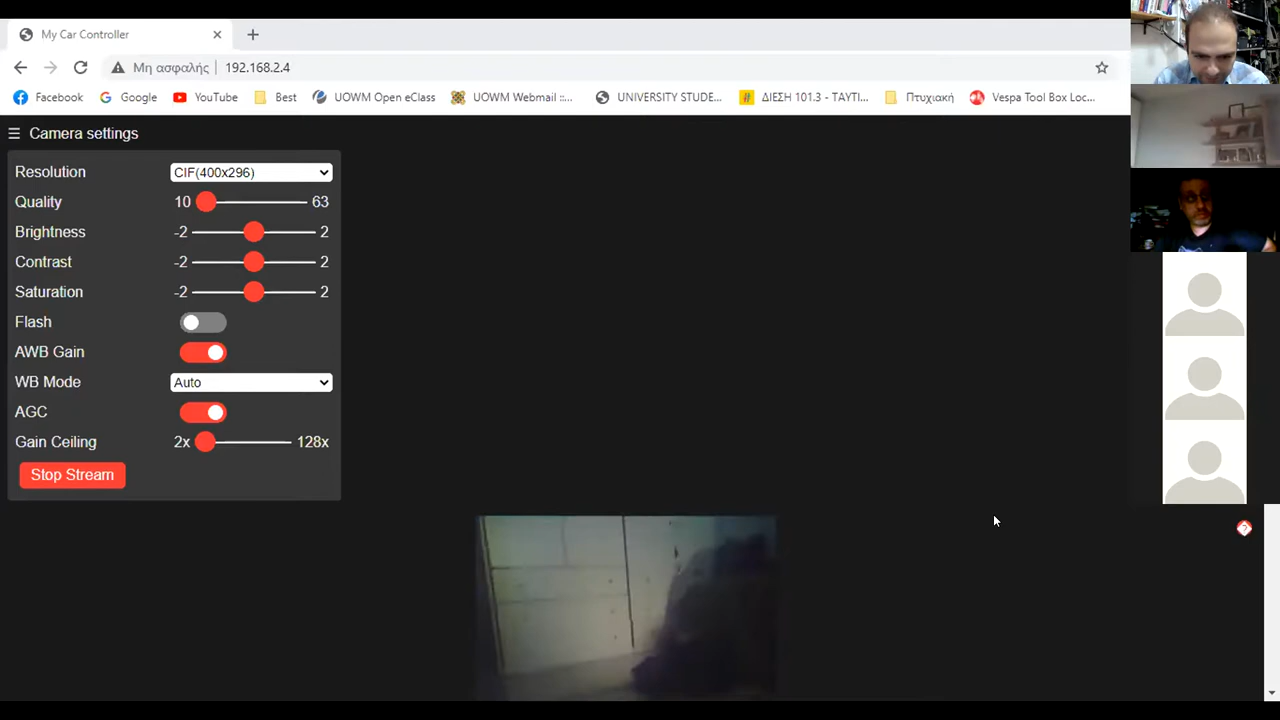 My Car Controller
Μη ασφαλής 192.168.2.4
Facebook Google YouTube Best UOWM Open eClass UOWM Webmail ::... UNIVERSITY STUDE... ΔΙΕΣΗ 101.3 - ΤΑΥΤΙ... Πτυχιακή Vespa Tool Box Loc...
☰ Camera settings
Resolution CIF(400x296)
Quality 10 63
Brightness -2 2
Contrast -2 2
Saturation -2 2
Flash
AWB Gain
WB Mode Auto
AGC
Gain Ceiling 2x 128x
Stop Stream